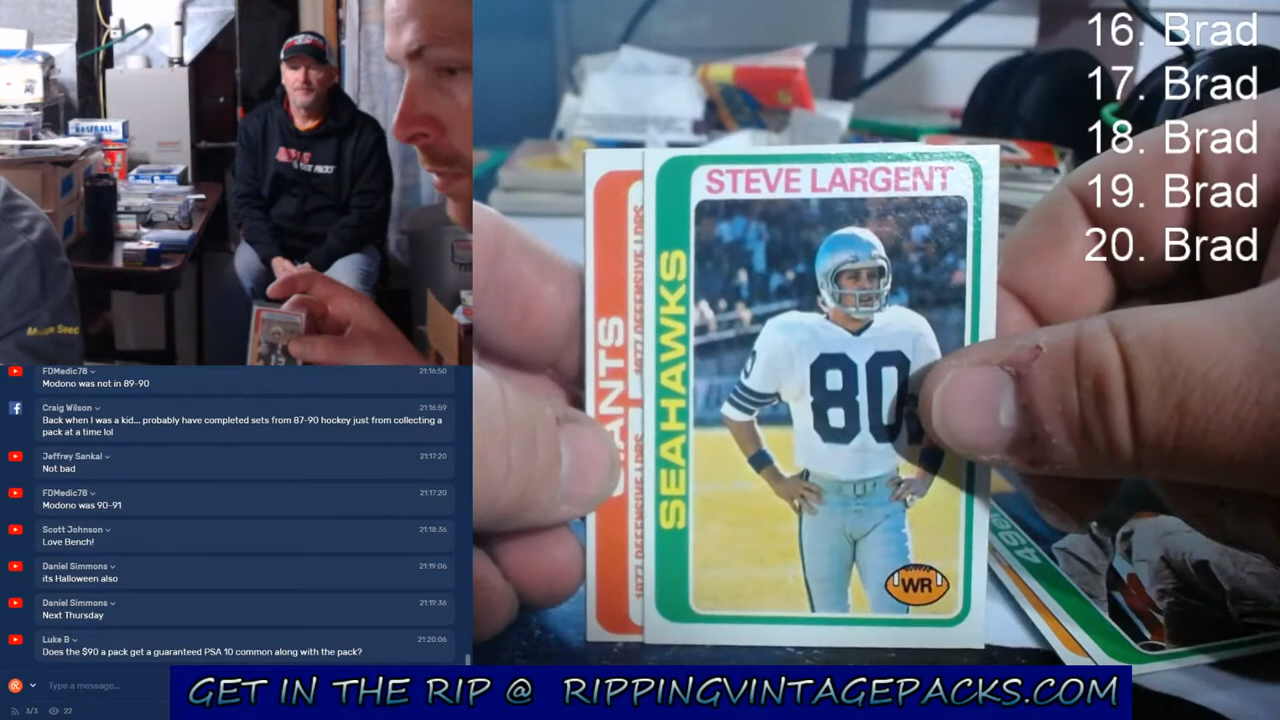 BASEBALL
FDMedic78
21:16:50
Modono was not in 89-90
Craig Wilson
21:16:59
Back when I was a kid... probably have completed sets from 87-90 hockey just from collecting a
pack at a time lol
Jeffrey Sankal
21:17:20
Not bad
FDMedic78
21:17:20
Modono was 90-91
Scott Johnson
21:18:36
Love Bench!
Daniel Simmons
21:19:06
its Halloween also
Daniel Simmons
21:19:36
Next Thursday
Luke B
21:20:06
Does the $90 a pack get a guaranteed PSA 10 common along with the pack?
Type a message...
3/3
22
STEVE LARGENT
SEAHAWKS
80
WR
1977 DEFENSIVE LDRS
49ERS
16. Brad
17. Brad
18. Brad
19. Brad
20. Brad
GET IN THE RIP @ RIPPINGVINTAGEPACKS.COM